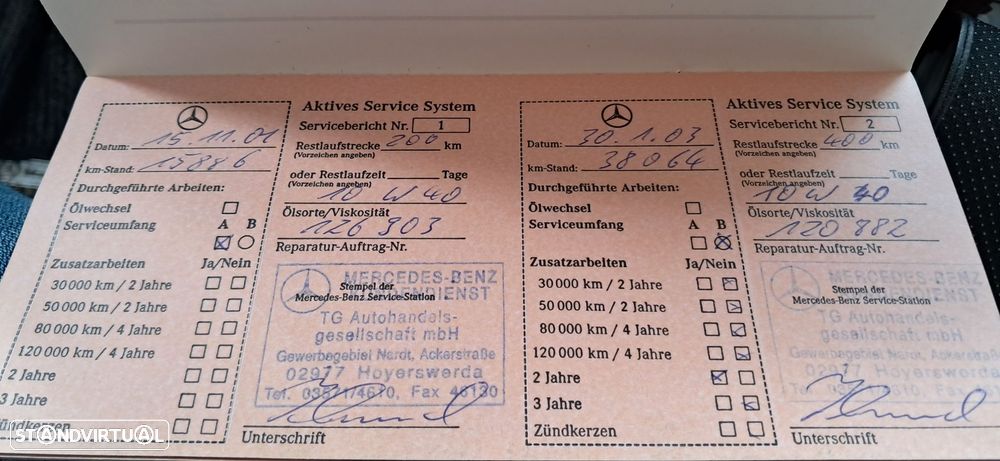 Aktives Service System
Servicebericht Nr. 1
Datum: 15.11.01
Restlaufstrecke 200 km
(Vorzeichen angeben)
km-Stand: 15886
oder Restlaufzeit Tage
(Vorzeichen angeben)
Durchgeführte Arbeiten:
10 W 40
Ölwechsel
Ölsorte/Viskosität
Serviceumfang A B
126 903
Reparatur-Auftrag-Nr.
Zusatzarbeiten Ja/Nein
30 000 km / 2 Jahre
50 000 km / 2 Jahre
80 000 km / 4 Jahre
120 000 km / 4 Jahre
2 Jahre
3 Jahre
Zündkerzen
MERCEDES-BENZ
Stempel der
Mercedes-Benz Service-Station
TG Autohandels-
gesellschaft mbH
Gewerbegebiet Nardt, Ackerstraße
02977 Hoyerswerda
Tel. 03571/4610, Fax 46130
Unterschrift
Aktives Service System
Servicebericht Nr. 2
Datum: 30.1.03
Restlaufstrecke 400 km
(Vorzeichen angeben)
km-Stand: 38064
oder Restlaufzeit Tage
(Vorzeichen angeben)
Durchgeführte Arbeiten:
10 W 40
Ölwechsel
Ölsorte/Viskosität
Serviceumfang A B
120 882
Reparatur-Auftrag-Nr.
Zusatzarbeiten Ja/Nein
30 000 km / 2 Jahre
50 000 km / 2 Jahre
80 000 km / 4 Jahre
120 000 km / 4 Jahre
2 Jahre
3 Jahre
Zündkerzen
MERCEDES-BENZ
Stempel der
Mercedes-Benz Service-Station
TG Autohandels-
gesellschaft mbH
Gewerbegebiet Nardt, Ackerstraße
02977 Hoyerswerda
Unterschrift
STANDVIRTUAL